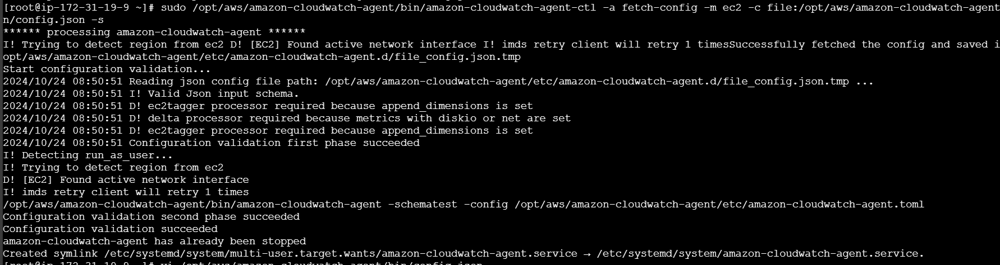 [root@ip-172-31-19-9 ~]# sudo /opt/aws/amazon-cloudwatch-agent/bin/amazon-cloudwatch-agent-ctl -a fetch-config -m ec2 -c file:/opt/aws/amazon-cloudwatch-agent
n/config.json -s
****** processing amazon-cloudwatch-agent ******
I! Trying to detect region from ec2 D! [EC2] Found active network interface I! imds retry client will retry 1 timesSuccessfully fetched the config and saved i
opt/aws/amazon-cloudwatch-agent/etc/amazon-cloudwatch-agent.d/file_config.json.tmp
Start configuration validation...
2024/10/24 08:50:51 Reading json config file path: /opt/aws/amazon-cloudwatch-agent/etc/amazon-cloudwatch-agent.d/file_config.json.tmp ...
2024/10/24 08:50:51 I! Valid Json input schema.
2024/10/24 08:50:51 D! ec2tagger processor required because append_dimensions is set
2024/10/24 08:50:51 D! delta processor required because metrics with diskio or net are set
2024/10/24 08:50:51 D! ec2tagger processor required because append_dimensions is set
2024/10/24 08:50:51 Configuration validation first phase succeeded
I! Detecting run_as_user...
I! Trying to detect region from ec2
D! [EC2] Found active network interface
I! imds retry client will retry 1 times
/opt/aws/amazon-cloudwatch-agent/bin/amazon-cloudwatch-agent -schematest -config /opt/aws/amazon-cloudwatch-agent/etc/amazon-cloudwatch-agent.toml
Configuration validation second phase succeeded
Configuration validation succeeded
amazon-cloudwatch-agent has already been stopped
Created symlink /etc/systemd/system/multi-user.target.wants/amazon-cloudwatch-agent.service → /etc/systemd/system/amazon-cloudwatch-agent.service.
[root@ip-172-31-19-9 ~]# vi /opt/aws/amazon-cloudwatch-agent/bin/config.json